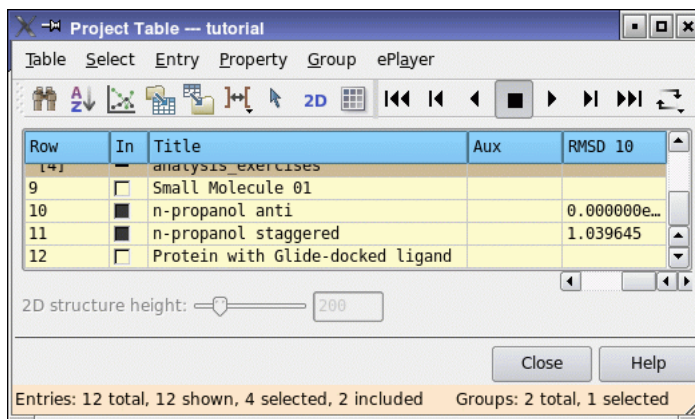 Project Table --- tutorial
Table Select Entry Property Group ePlayer
2D
Row In Title Aux RMSD 10
[4] analysis_exercises
9 Small Molecule 01
10 n-propanol anti 0.000000e...
11 n-propanol staggered 1.039645
12 Protein with Glide-docked ligand
2D structure height: 200
Close Help
Entries: 12 total, 12 shown, 4 selected, 2 included Groups: 2 total, 1 selected